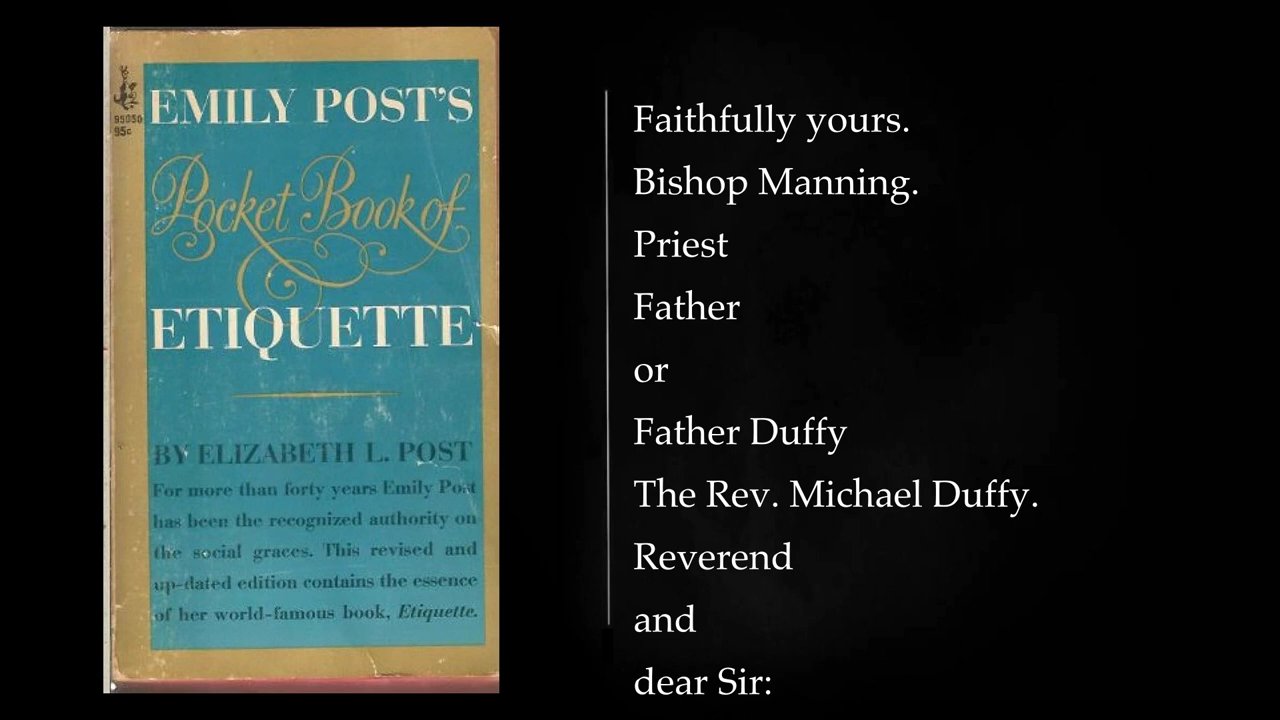 EMILY POST'S
Pocket Book of
ETIQUETTE
95050
95c
BY ELIZABETH L. POST
For more than forty years Emily Post
has been the recognized authority on
the social graces. This revised and
up-dated edition contains the essence
of her world-famous book, Etiquette.
Faithfully yours.
Bishop Manning.
Priest
Father
or
Father Duffy
The Rev. Michael Duffy.
Reverend
and
dear Sir: